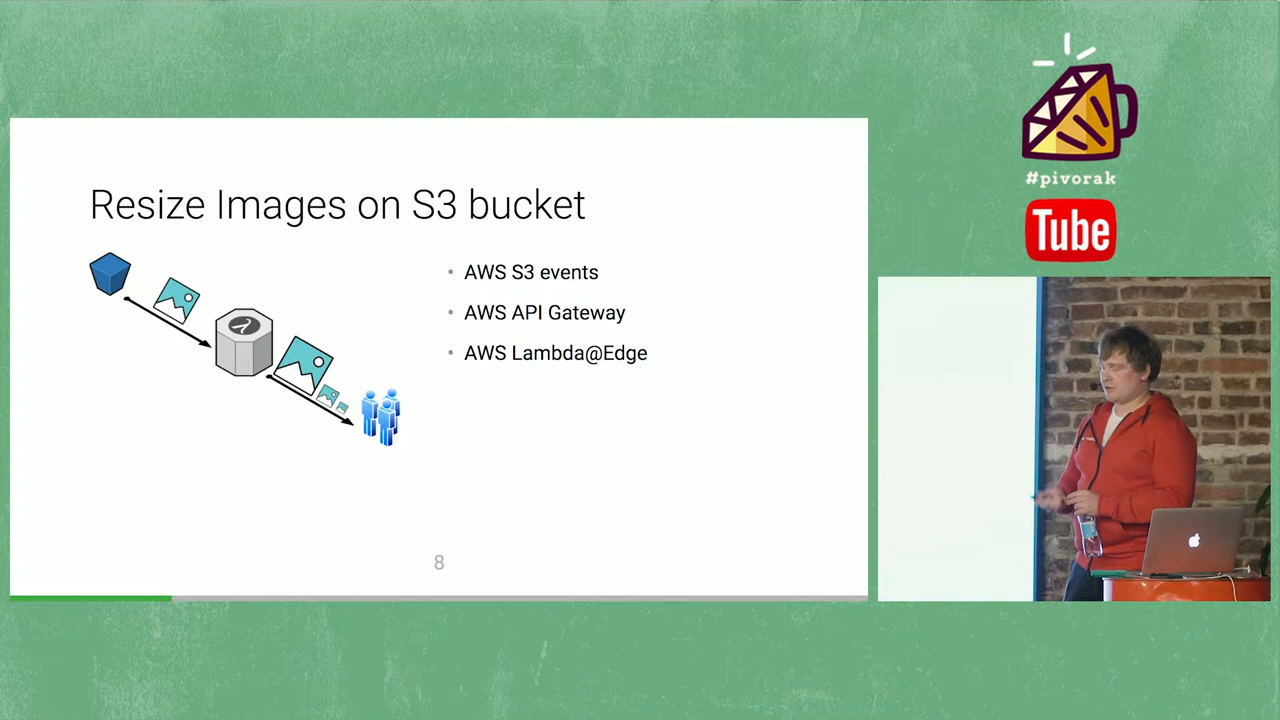 Resize Images on S3 bucket
• AWS S3 events
• AWS API Gateway
• AWS Lambda@Edge
8
#pivorak
Tube